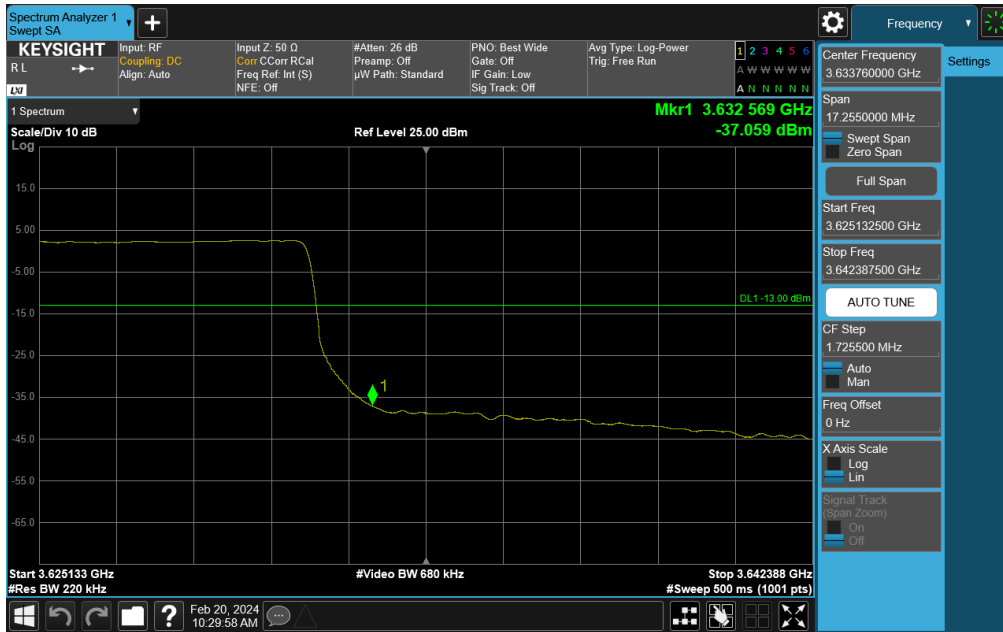 Spectrum Analyzer 1
Swept SA
Frequency
KEYSIGHT
RL
LXI
Input: RF
Coupling: DC
Align: Auto
Input Z: 50 Ω
Corr CCorr RCal
Freq Ref: Int (S)
NFE: Off
#Atten: 26 dB
Preamp: Off
µW Path: Standard
PNO: Best Wide
Gate: Off
IF Gain: Low
Sig Track: Off
Avg Type: Log-Power
Trig: Free Run
1 2 3 4 5 6
A W W W W W
A N N N N N
1 Spectrum
Mkr1 3.632 569 GHz
Scale/Div 10 dB
Ref Level 25.00 dBm
-37.059 dBm
Log
15.0
5.00
-5.00
DL1 -13.00 dBm
-15.0
-25.0
1
-35.0
-45.0
-55.0
-65.0
Start 3.625133 GHz
#Video BW 680 kHz
Stop 3.642388 GHz
#Res BW 220 kHz
#Sweep 500 ms (1001 pts)
Center Frequency
3.633760000 GHz
Settings
Span
17.2550000 MHz
Swept Span
Zero Span
Full Span
Start Freq
3.625132500 GHz
Stop Freq
3.642387500 GHz
AUTO TUNE
CF Step
1.725500 MHz
Auto
Man
Freq Offset
0 Hz
X Axis Scale
Log
Lin
Signal Track
(Span Zoom)
On
Off
?
Feb 20, 2024
10:29:58 AM